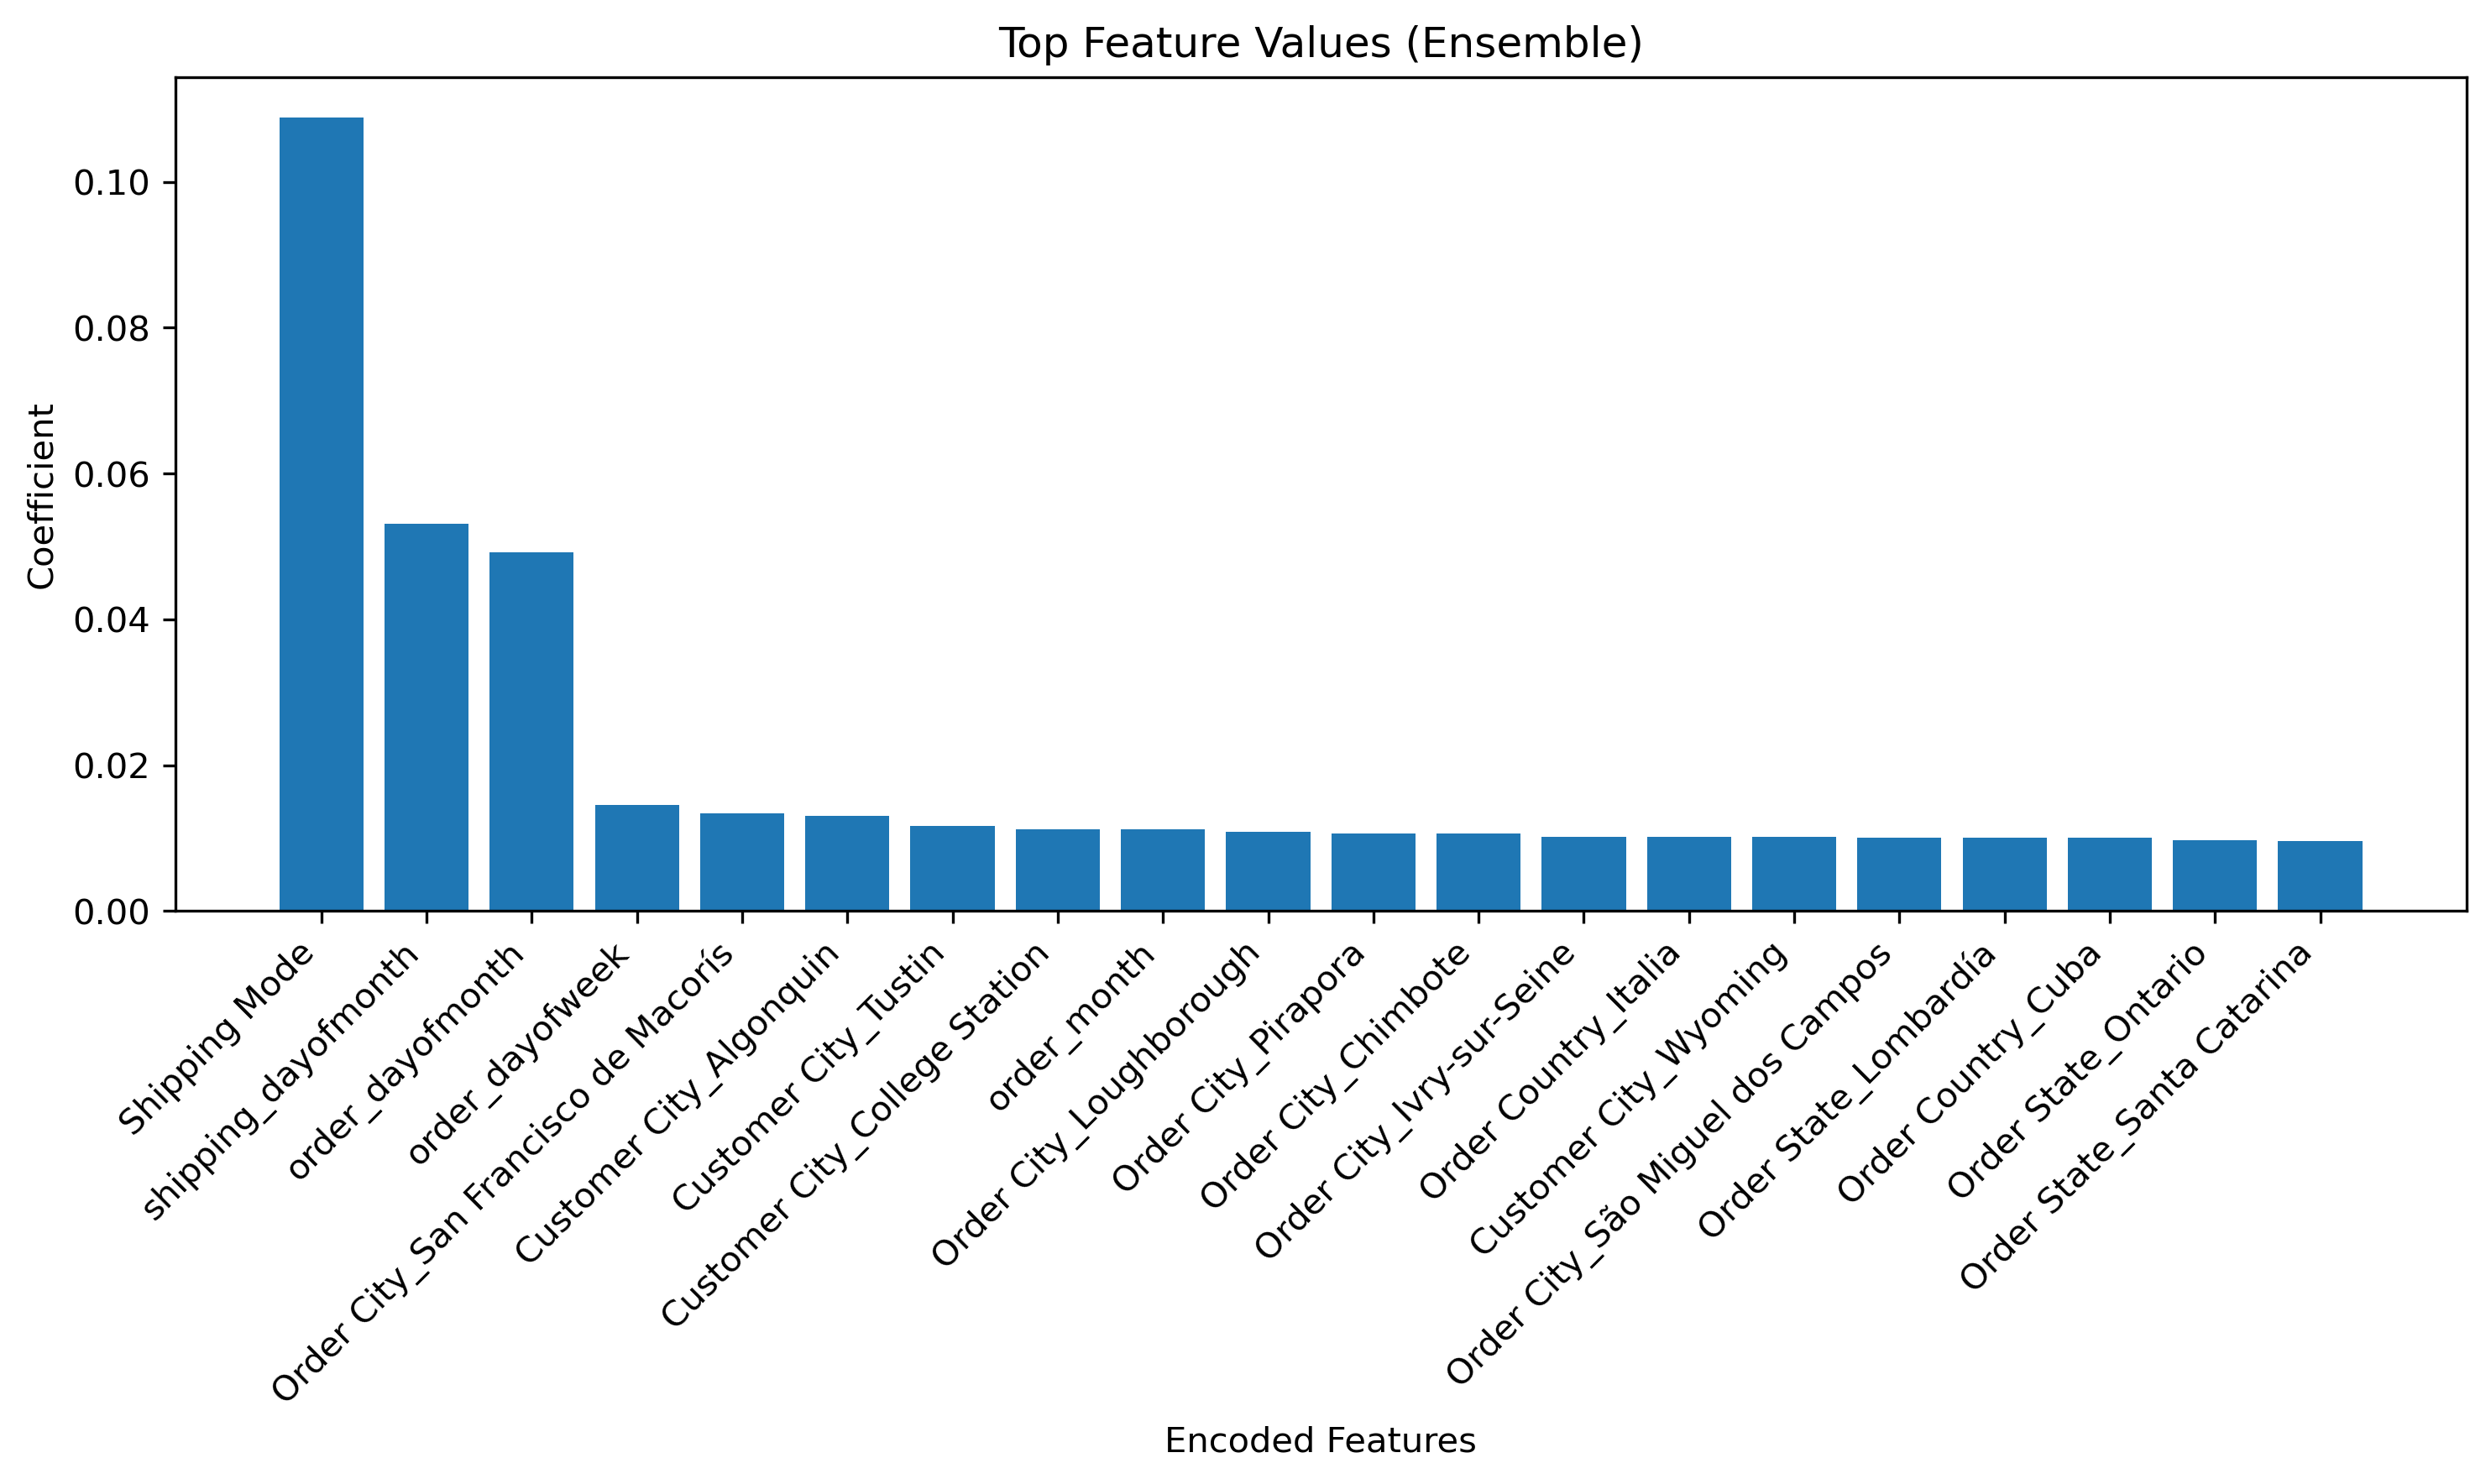 Top Feature Values (Ensemble)
Coefficient
0.10
0.08
0.06
0.04
0.02
0.00
Shipping Mode
shipping_dayofmonth
order_dayofmonth
order_dayofweek
Order City_San Francisco de Macorís
Customer City_Algonquin
Customer City_Tustin
Customer City_College Station
order_month
Order City_Loughborough
Order City_Pirapora
Order City_Chimbote
Order City_Ivry-sur-Seine
Order Country_Italia
Customer City_Wyoming
Order City_São Miguel dos Campos
Order State_Lombardía
Order Country_Cuba
Order State_Ontario
Order State_Santa Catarina
Encoded Features